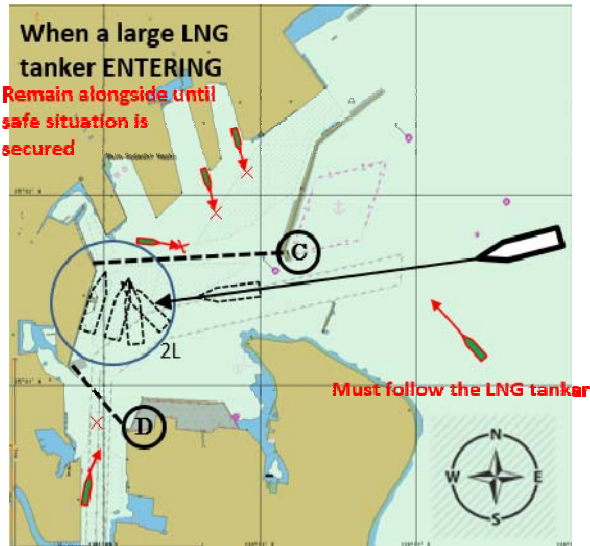 When a large LNG
tanker ENTERING
Remain alongside until
safe situation is
secured
C
2L
Must follow the LNG tanker
D
N
W
E
S